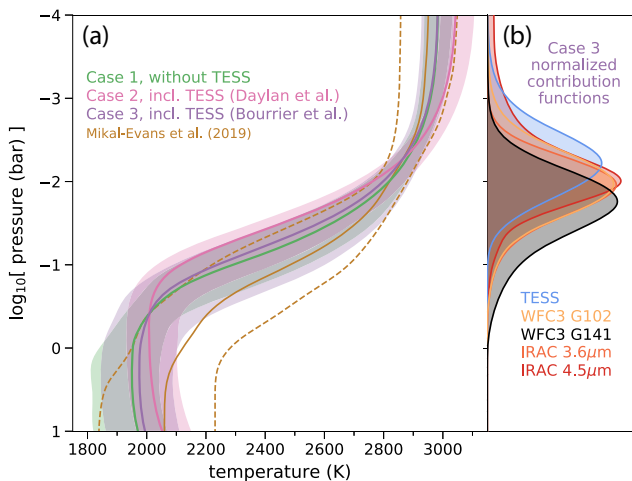 (a)
Case 1, without TESS
Case 2, incl. TESS (Daylan et al.)
Case 3, incl. TESS (Bourrier et al.)
Mikal-Evans et al. (2019)
log₁₀[ pressure (bar) ]
-4
-3
-2
-1
0
1
1800
2000
2200
2400
2600
2800
3000
temperature (K)
(b)
Case 3
normalized
contribution
functions
TESS
WFC3 G102
WFC3 G141
IRAC 3.6μm
IRAC 4.5μm